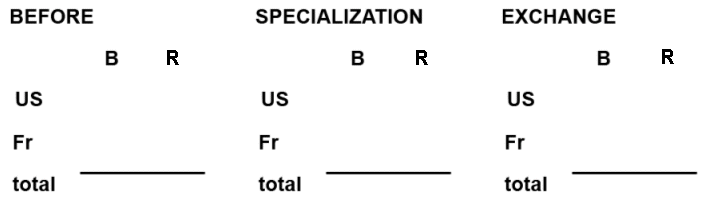 BEFORE SPECIALIZATION EXCHANGE
B R B R B R
US US US
Fr Fr Fr
total total total